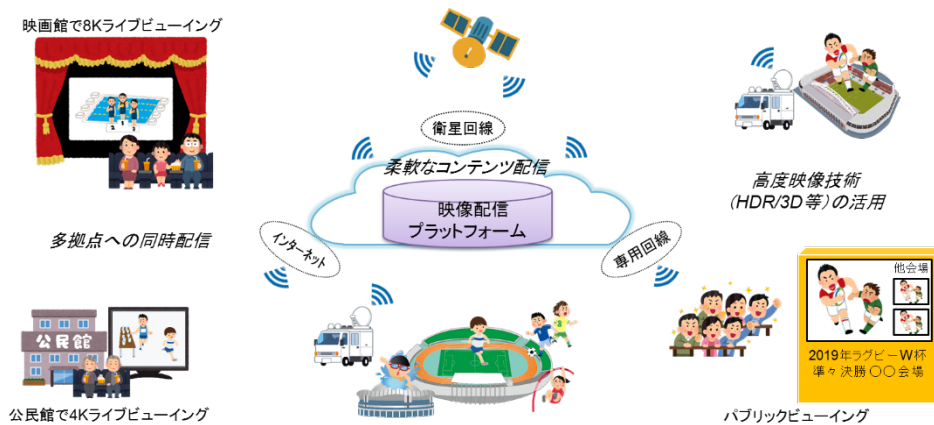 映画館で8Kライブビューイング
2 1 3
衛星回線
柔軟なコンテンツ配信
映像配信
プラットフォーム
高度映像技術
(HDR/3D等)の活用
多拠点への同時配信
インターネット
専用回線
他会場
公民館
2019年ラグビーW杯
準々決勝〇〇会場
公民館で4Kライブビューイング
パブリックビューイング